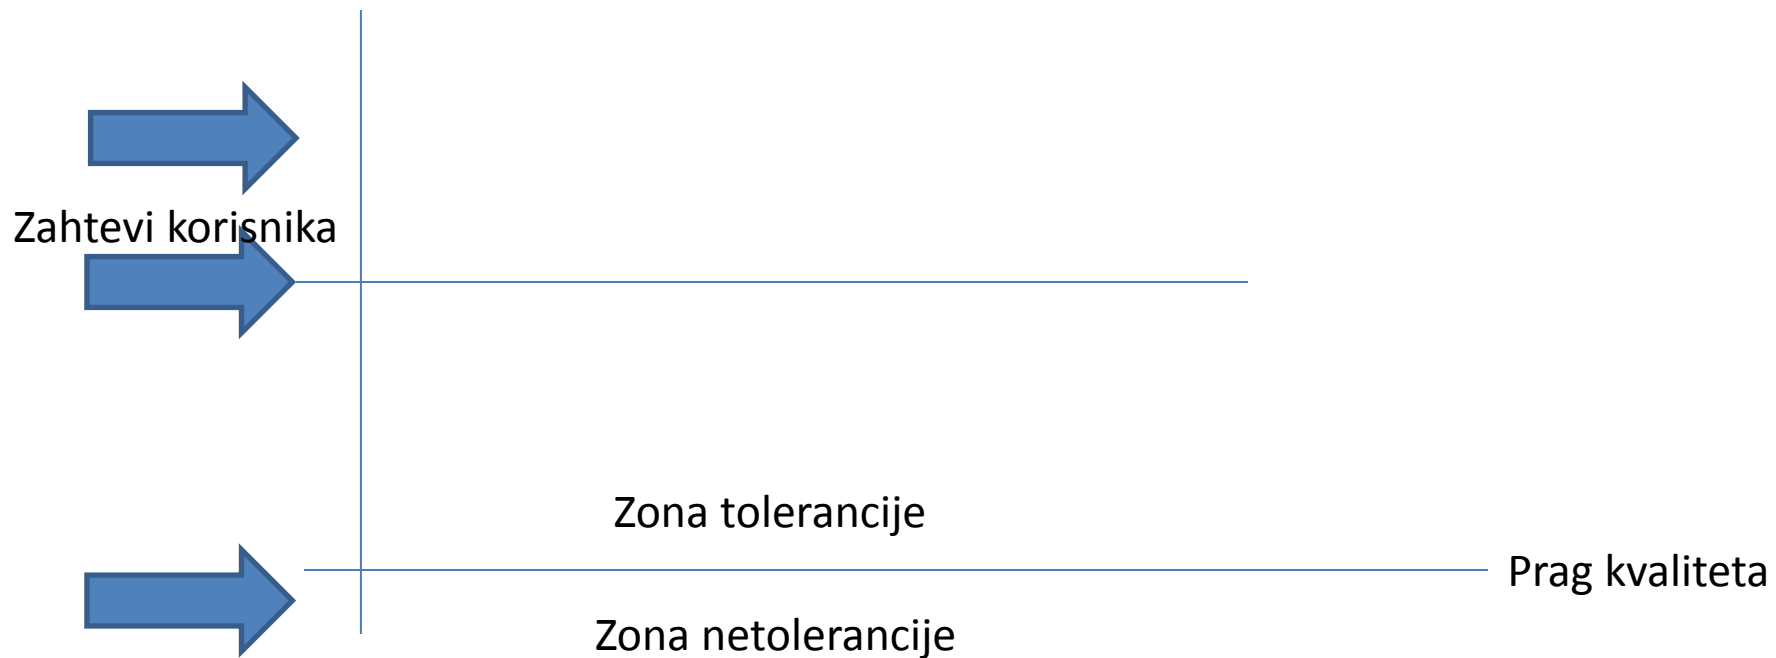 Zahtevi korisnika
Zona tolerancije
Prag kvaliteta
Zona netolerancije